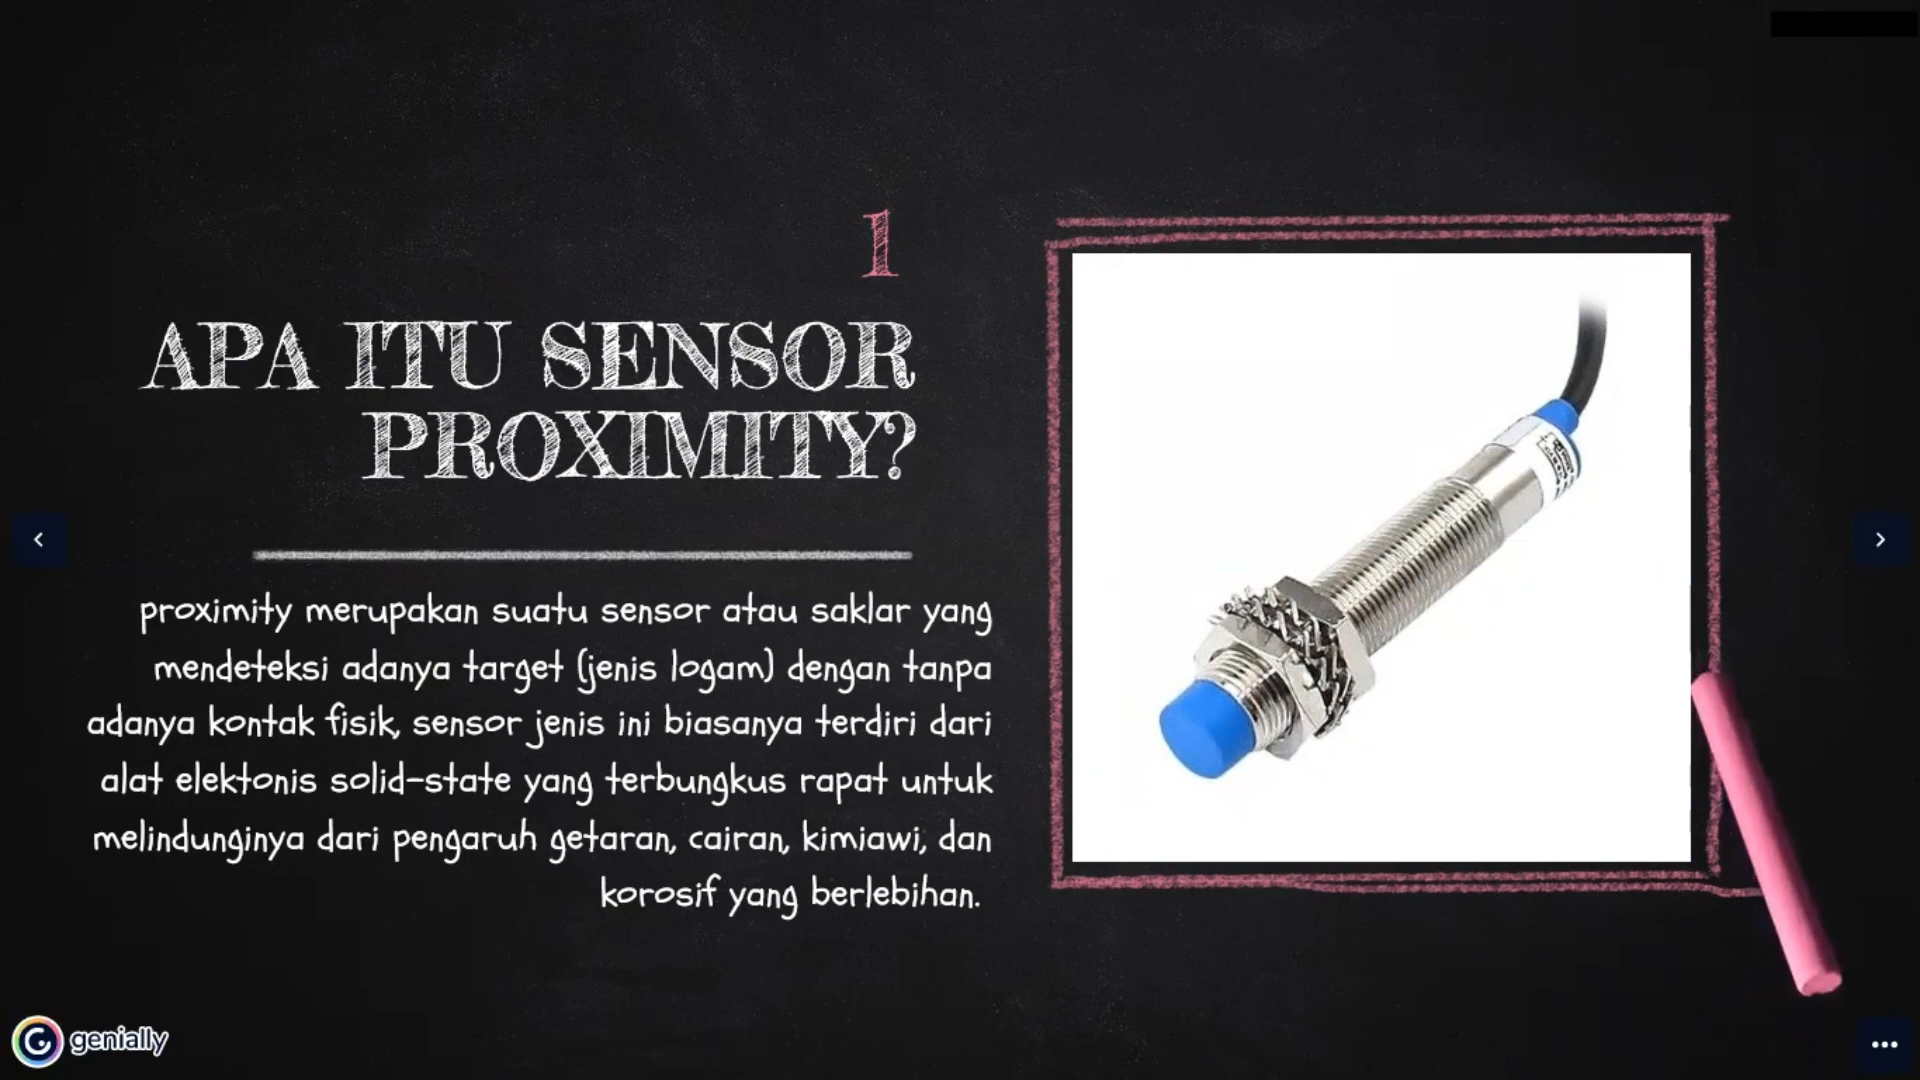 1
APA ITU SENSOR
PROXIMITY?
proximity merupakan suatu sensor atau saklar yang
mendeteksi adanya target (jenis logam) dengan tanpa
adanya kontak fisik, sensor jenis ini biasanya terdiri dari
alat elektonis solid-state yang terbungkus rapat untuk
melindunginya dari pengaruh getaran, cairan, kimiawi, dan
korosif yang berlebihan.
genially